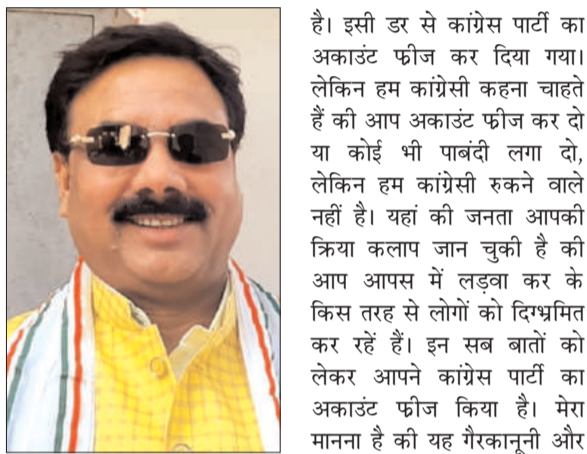 है। इसी डर से कांग्रेस पार्टी का
अकाउंट फ्रीज कर दिया गया।
लेकिन हम कांग्रेसी कहना चाहते
हैं की आप अकाउंट फ्रीज कर दो
या कोई भी पाबंदी लगा दो,
लेकिन हम कांग्रेसी रुकने वाले
नहीं है। यहां की जनता आपकी
क्रिया कलाप जान चुकी है की
आप आपस में लड़वा कर के
किस तरह से लोगों को दिग्भ्रमित
कर रहें हैं। इन सब बातों को
लेकर आपने कांग्रेस पार्टी का
अकाउंट फ्रीज किया है। मेरा
मानना है की यह गैरकानूनी और